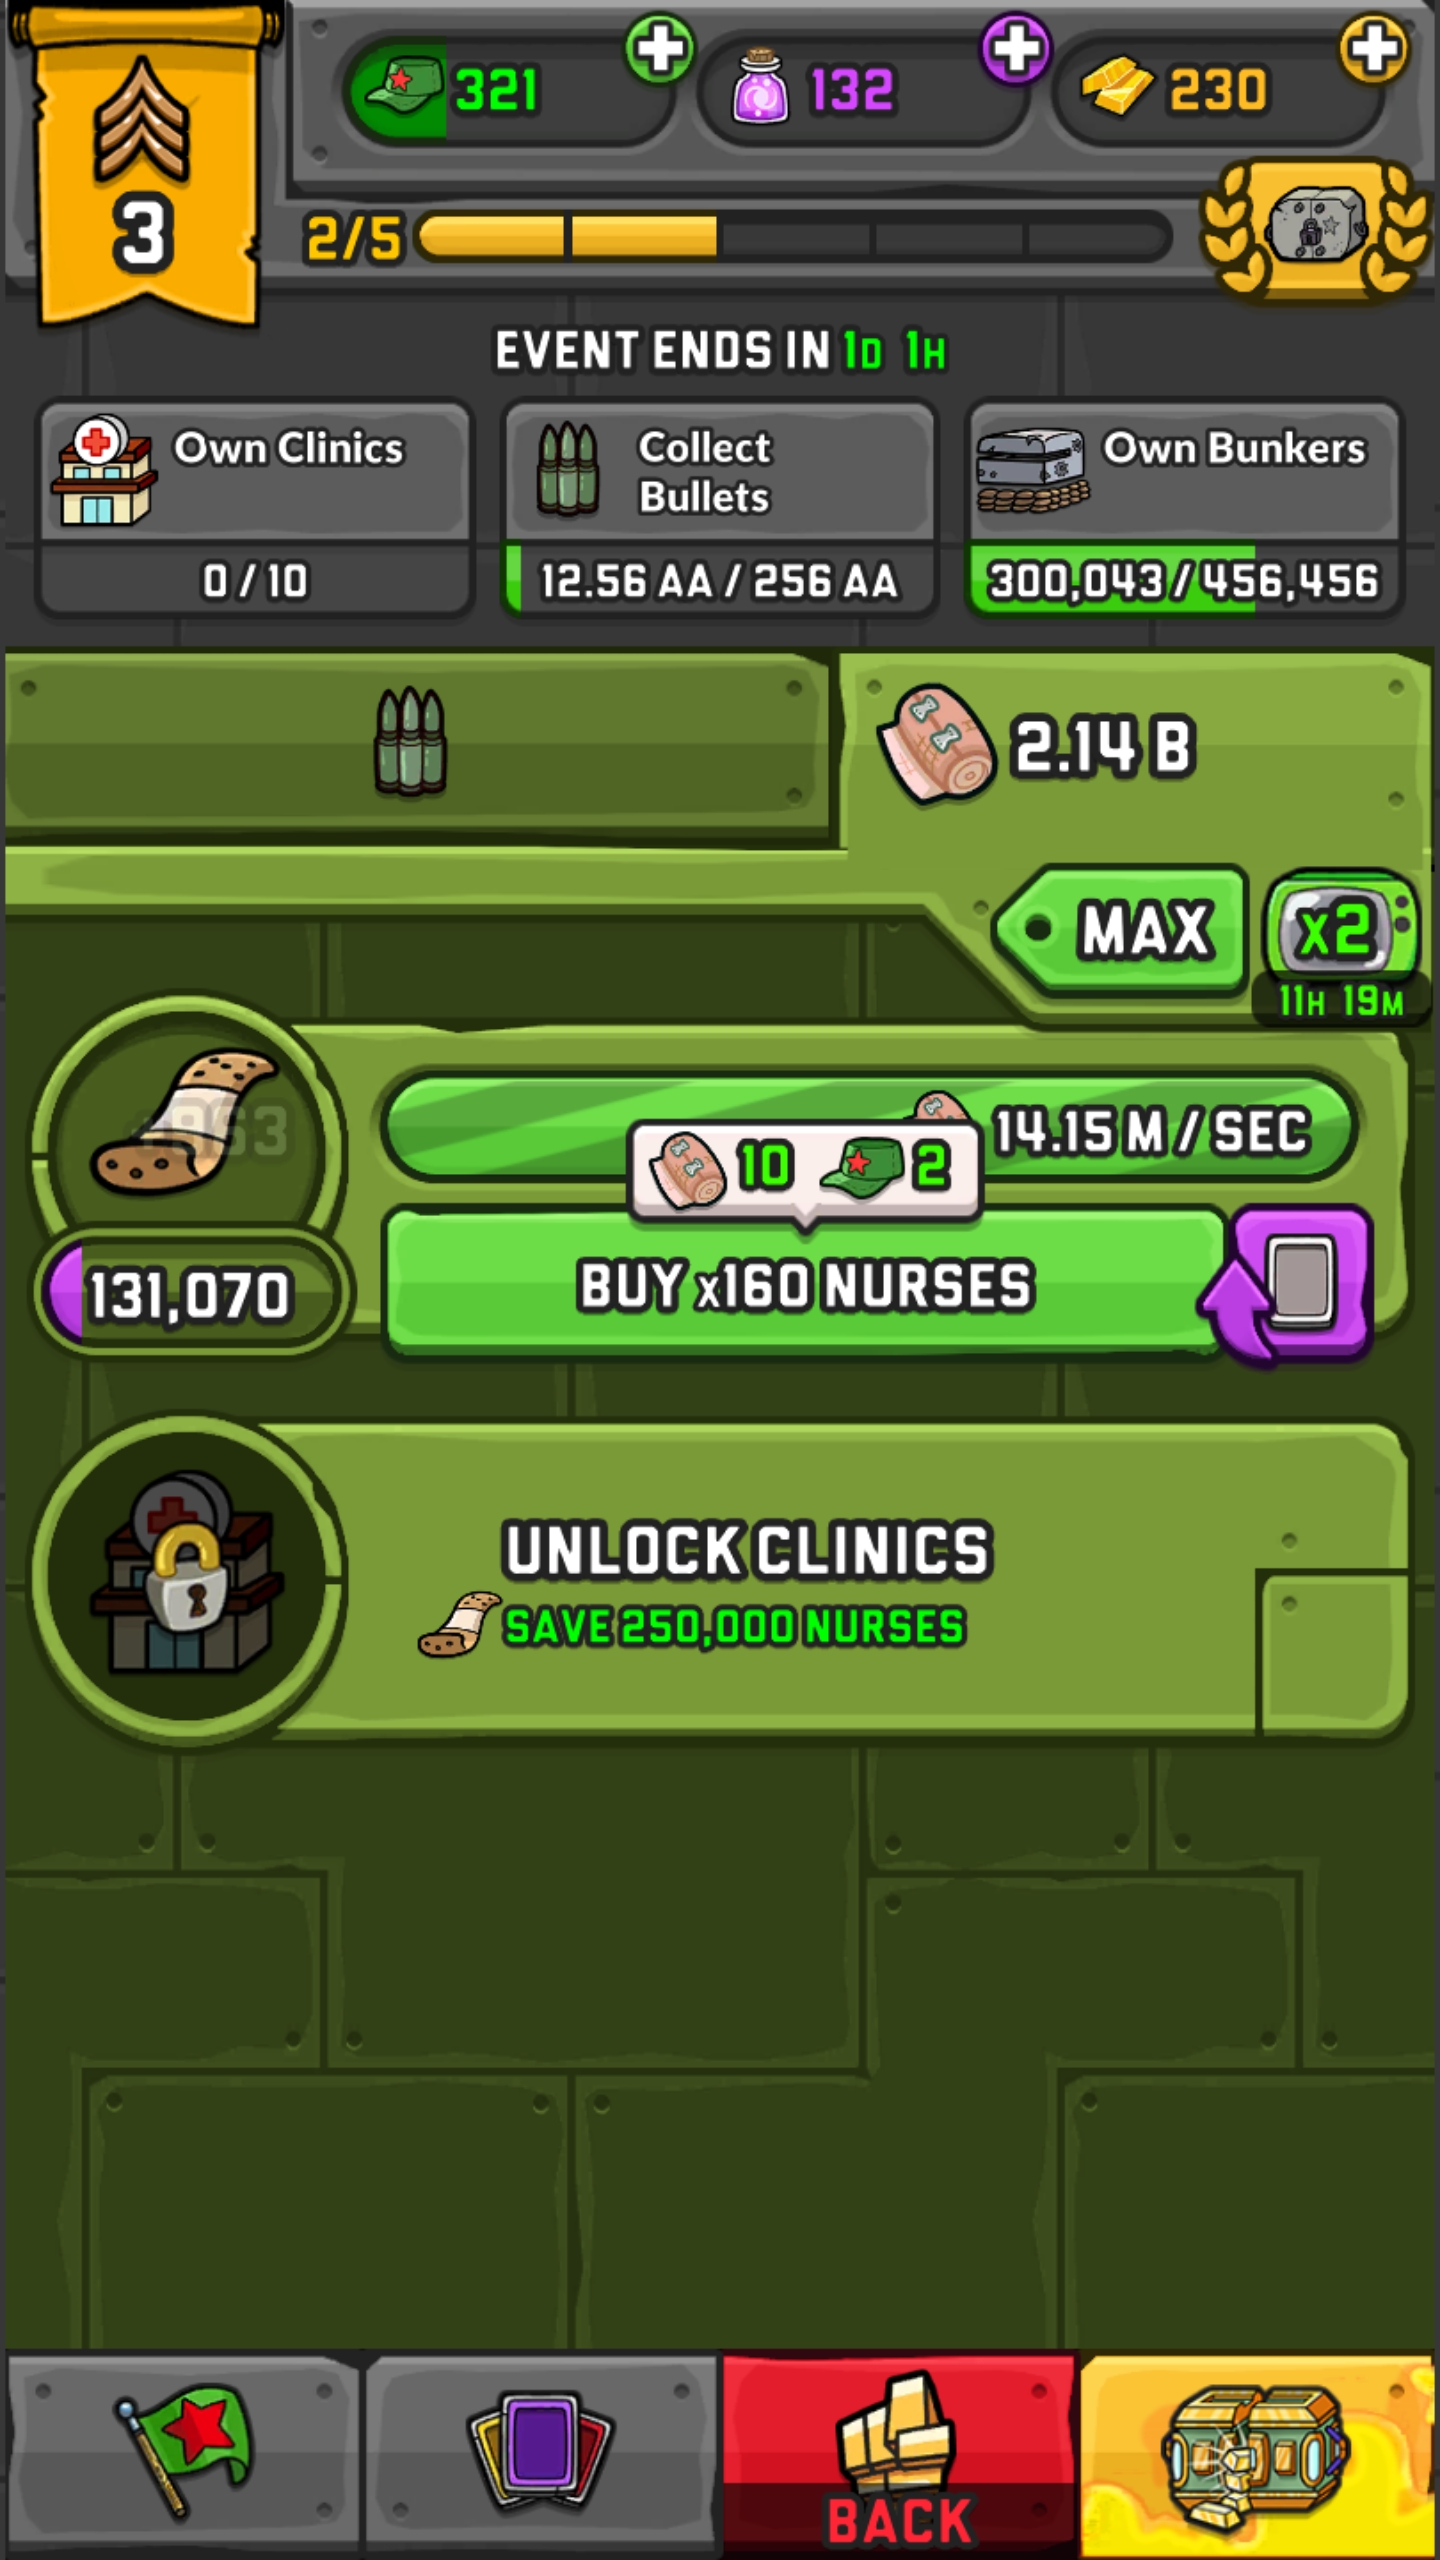 321
132
230
3
2/5
EVENT ENDS IN 1D 1H
Own Clinics
0 / 10
Collect
Bullets
12.56 AA / 256 AA
Own Bunkers
300,043 / 456,456
2.14 B
MAX
x2
11H 19M
14.15 M / SEC
10
2
131,070
BUY x160 NURSES
UNLOCK CLINICS
SAVE 250,000 NURSES
BACK